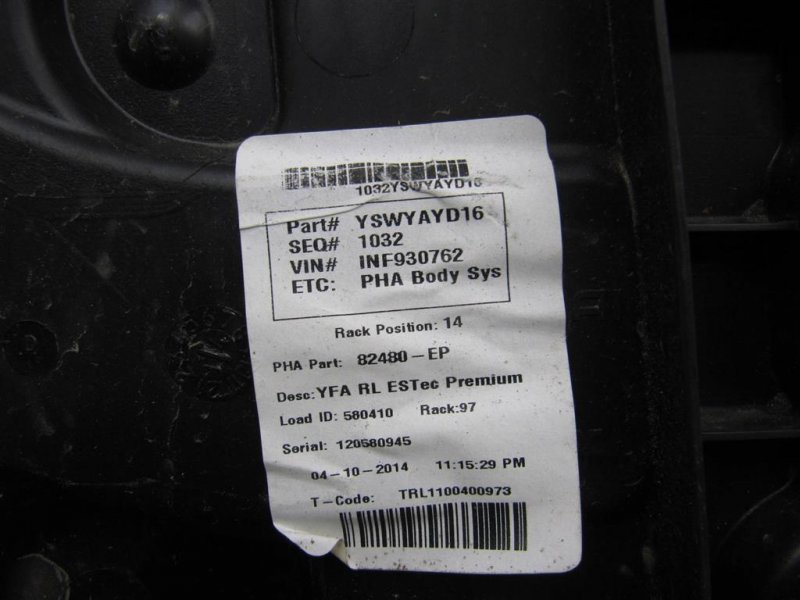 1032YSWYAYD16
Part# YSWYAYD16
SEQ# 1032
VIN# INF930762
ETC: PHA Body Sys
Rack Position: 14
PHA Part: 82480-EP
Desc: YFA RL ESTec Premium
Load ID: 580410 Rack: 97
Serial: 120580945
04-10-2014 11:15:29 PM
T-Code: TRL1100400973